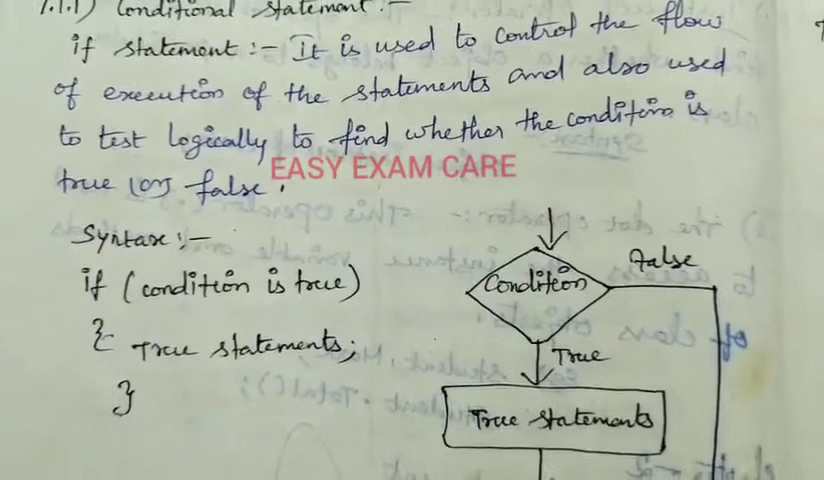 1.1.1) Conditional statement :-
if statement :- It is used to control the flow
of execution of the statements and also used
to test logically to find whether the condition is
true (or) false.
EASY EXAM CARE
Syntax :-
if (condition is true)
{
True statements;
}
Condition
False
True
True statements